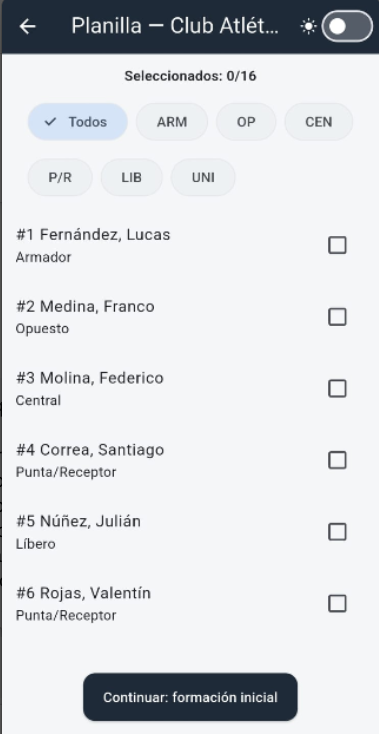 Planilla — Club Atlét...
Seleccionados: 0/16
Todos ARM OP CEN
P/R LIB UNI
#1 Fernández, Lucas
Armador
#2 Medina, Franco
Opuesto
#3 Molina, Federico
Central
#4 Correa, Santiago
Punta/Receptor
#5 Núñez, Julián
Líbero
#6 Rojas, Valentín
Punta/Receptor
Continuar: formación inicial